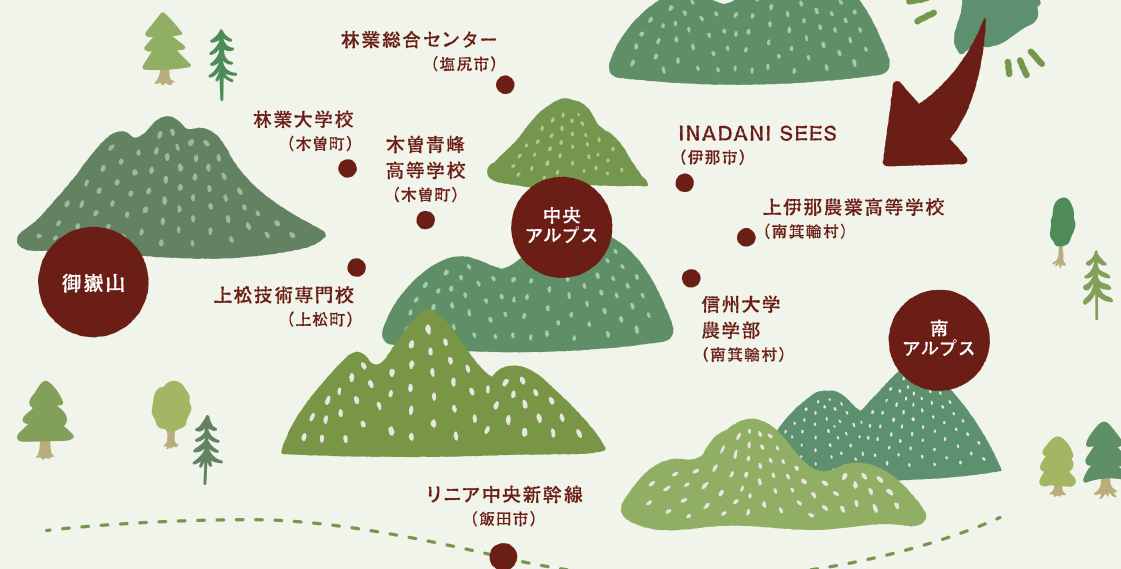 林業総合センター
（塩尻市）
林業大学校
（木曽町）
木曽青峰
高等学校
（木曽町）
INADANI SEES
（伊那市）
中央
アルプス
上伊那農業高等学校
（南箕輪村）
御嶽山
上松技術専門校
（上松町）
信州大学
農学部
（南箕輪村）
南
アルプス
リニア中央新幹線
（飯田市）